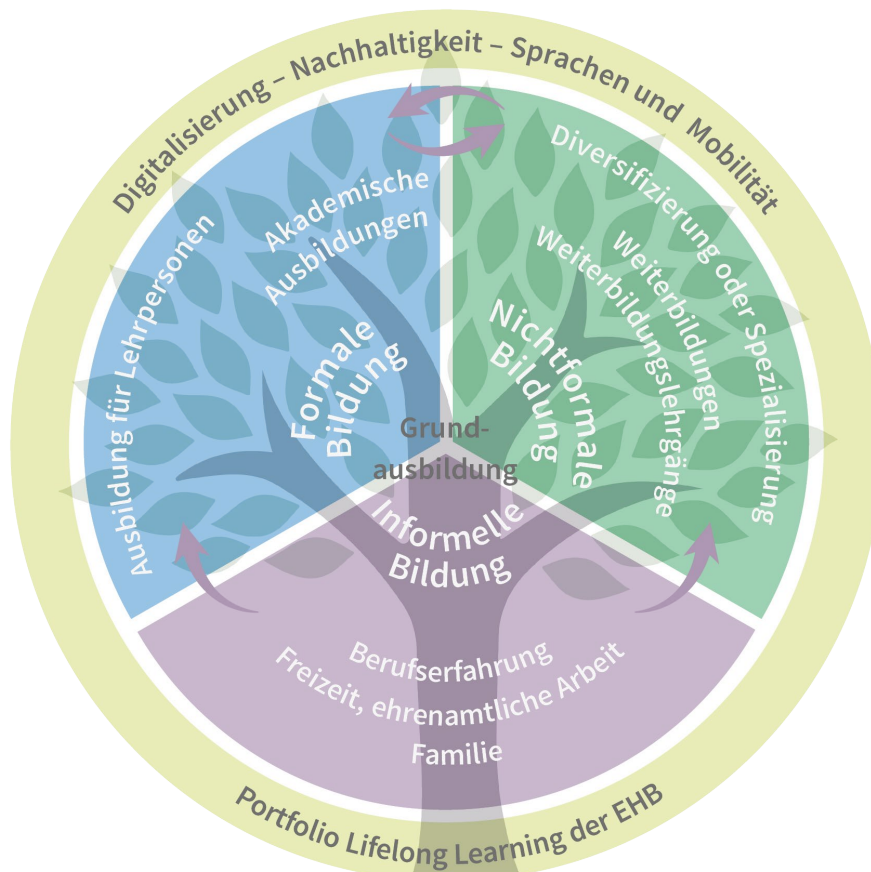 Digitalisierung – Nachhaltigkeit – Sprachen und Mobilität
Ausbildung für Lehrpersonen
Akademische
Ausbildungen
Formale
Bildung
Diversifizierung oder Spezialisierung
Weiterbildungen
Weiterbildungslehrgänge
Nichtformale
Bildung
Grund-
ausbildung
Informelle
Bildung
Berufserfahrung
Freizeit, ehrenamtliche Arbeit
Familie
Portfolio Lifelong Learning der EHB